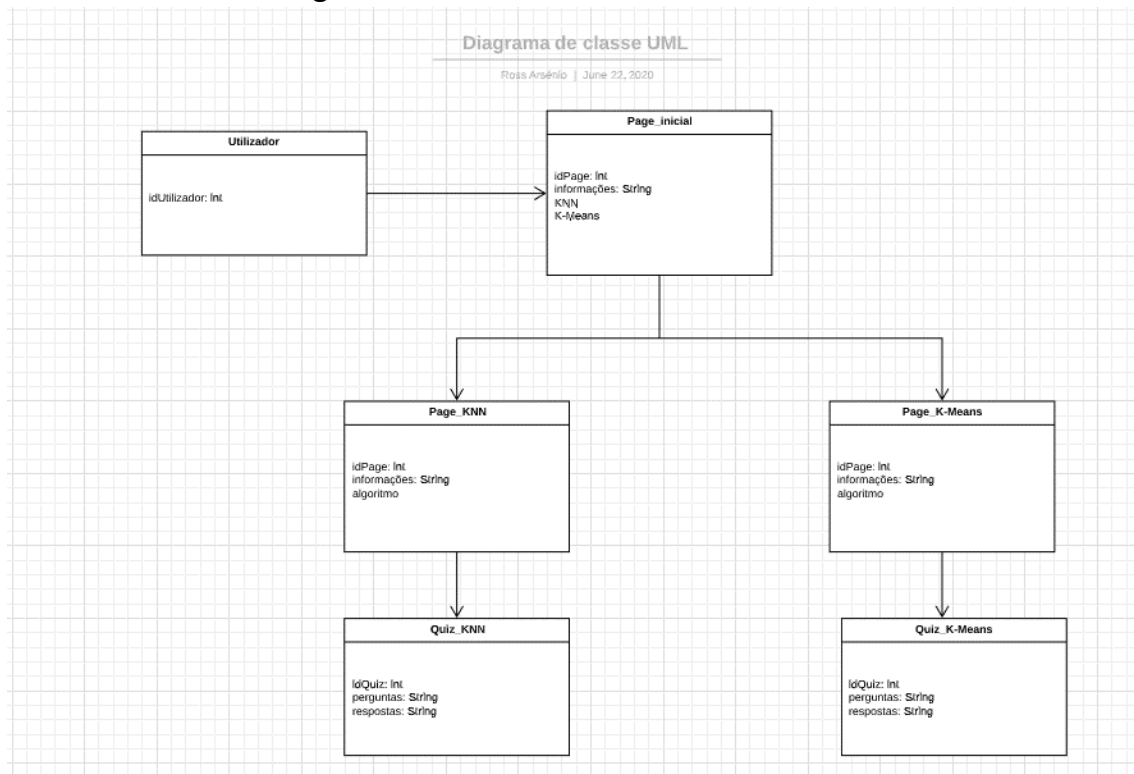 Diagrama de classe UML
Ross Arsénio | June 22, 2020
Utilizador
idUtilizador: Int
Page_inicial
idPage: Int
informações: String
KNN
K-Means
Page_KNN
idPage: Int
informações: String
algoritmo
Page_K-Means
idPage: Int
informações: String
algoritmo
Quiz_KNN
idQuiz: Int
perguntas: String
respostas: String
Quiz_K-Means
idQuiz: Int
perguntas: String
respostas: String